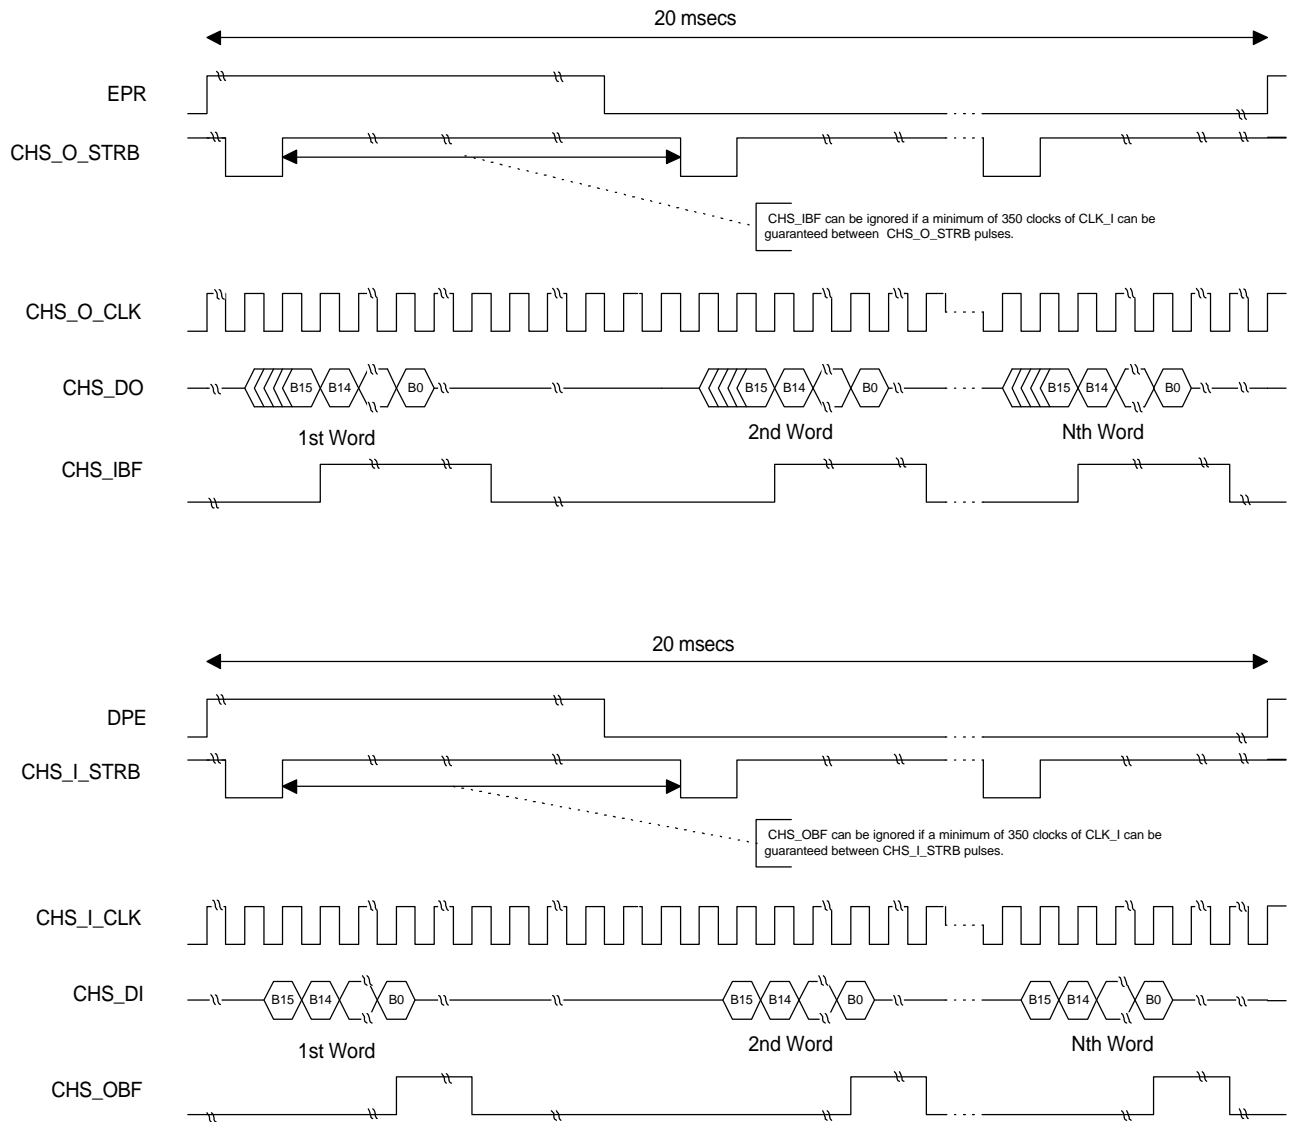 20 msecs
EPR
CHS_O_STRB
CHS_IBF can be ignored if a minimum of 350 clocks of CLK_I can be
guaranteed between CHS_O_STRB pulses.
CHS_O_CLK
CHS_DO
B15 B14 B0 B15 B14 B0 B15 B14 B0
1st Word 2nd Word Nth Word
CHS_IBF
20 msecs
DPE
CHS_I_STRB
CHS_OBF can be ignored if a minimum of 350 clocks of CLK_I can be
guaranteed between CHS_I_STRB pulses.
CHS_I_CLK
CHS_DI
B15 B14 B0 B15 B14 B0 B15 B14 B0
1st Word 2nd Word Nth Word
CHS_OBF